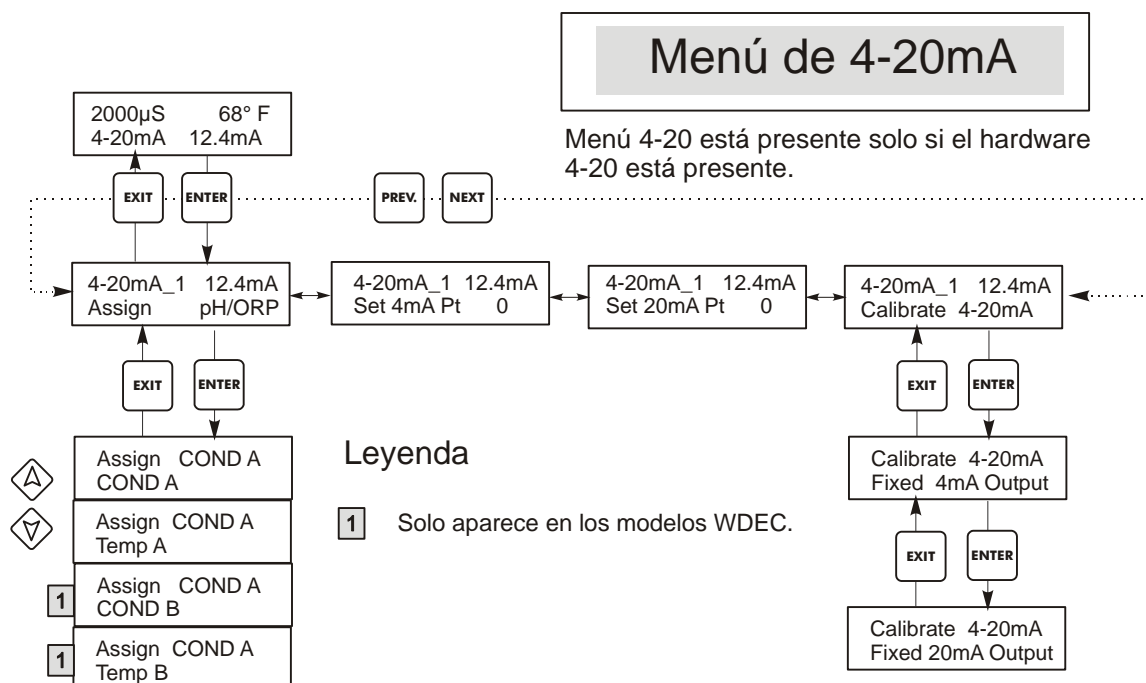 Menú de 4-20mA
Menú 4-20 está presente solo si el hardware
4-20 está presente.
2000µS 68° F
4-20mA 12.4mA
EXIT ENTER
PREV. NEXT
4-20mA_1 12.4mA
Assign pH/ORP
4-20mA_1 12.4mA
Set 4mA Pt 0
4-20mA_1 12.4mA
Set 20mA Pt 0
4-20mA_1 12.4mA
Calibrate 4-20mA
EXIT ENTER
EXIT ENTER
Assign COND A
COND A
Assign COND A
Temp A
1
Assign COND A
COND B
1
Assign COND A
Temp B
Leyenda
1 Solo aparece en los modelos WDEC.
Calibrate 4-20mA
Fixed 4mA Output
EXIT ENTER
Calibrate 4-20mA
Fixed 20mA Output